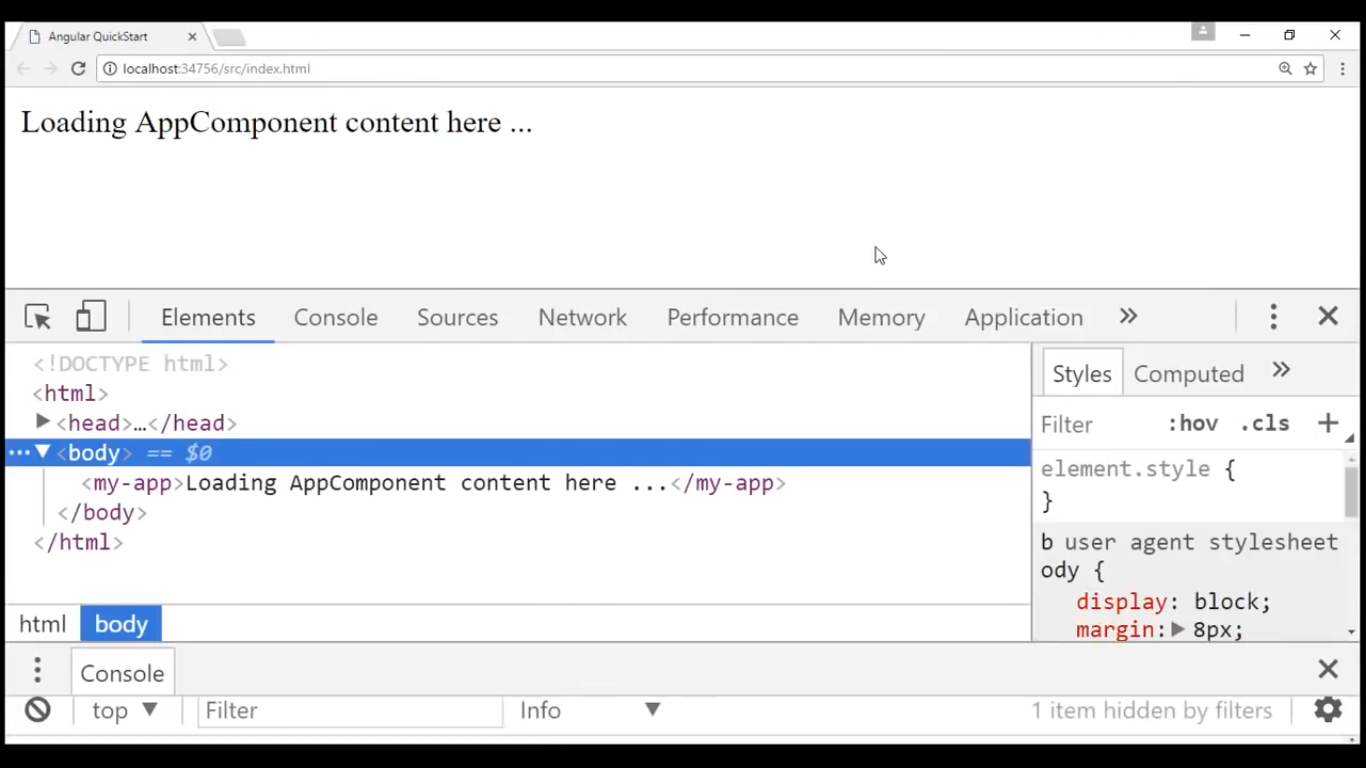 Angular QuickStart
localhost:34756/src/index.html
Loading AppComponent content here ...
Elements Console Sources Network Performance Memory Application »
<!DOCTYPE html>
<html>
<head>…</head>
<body> == $0
<my-app>Loading AppComponent content here ...</my-app>
</body>
</html>
html body
Styles Computed »
Filter :hov .cls +
element.style {
}
b user agent stylesheet
ody {
display: block;
margin: 8px;
Console
top Filter Info 1 item hidden by filters